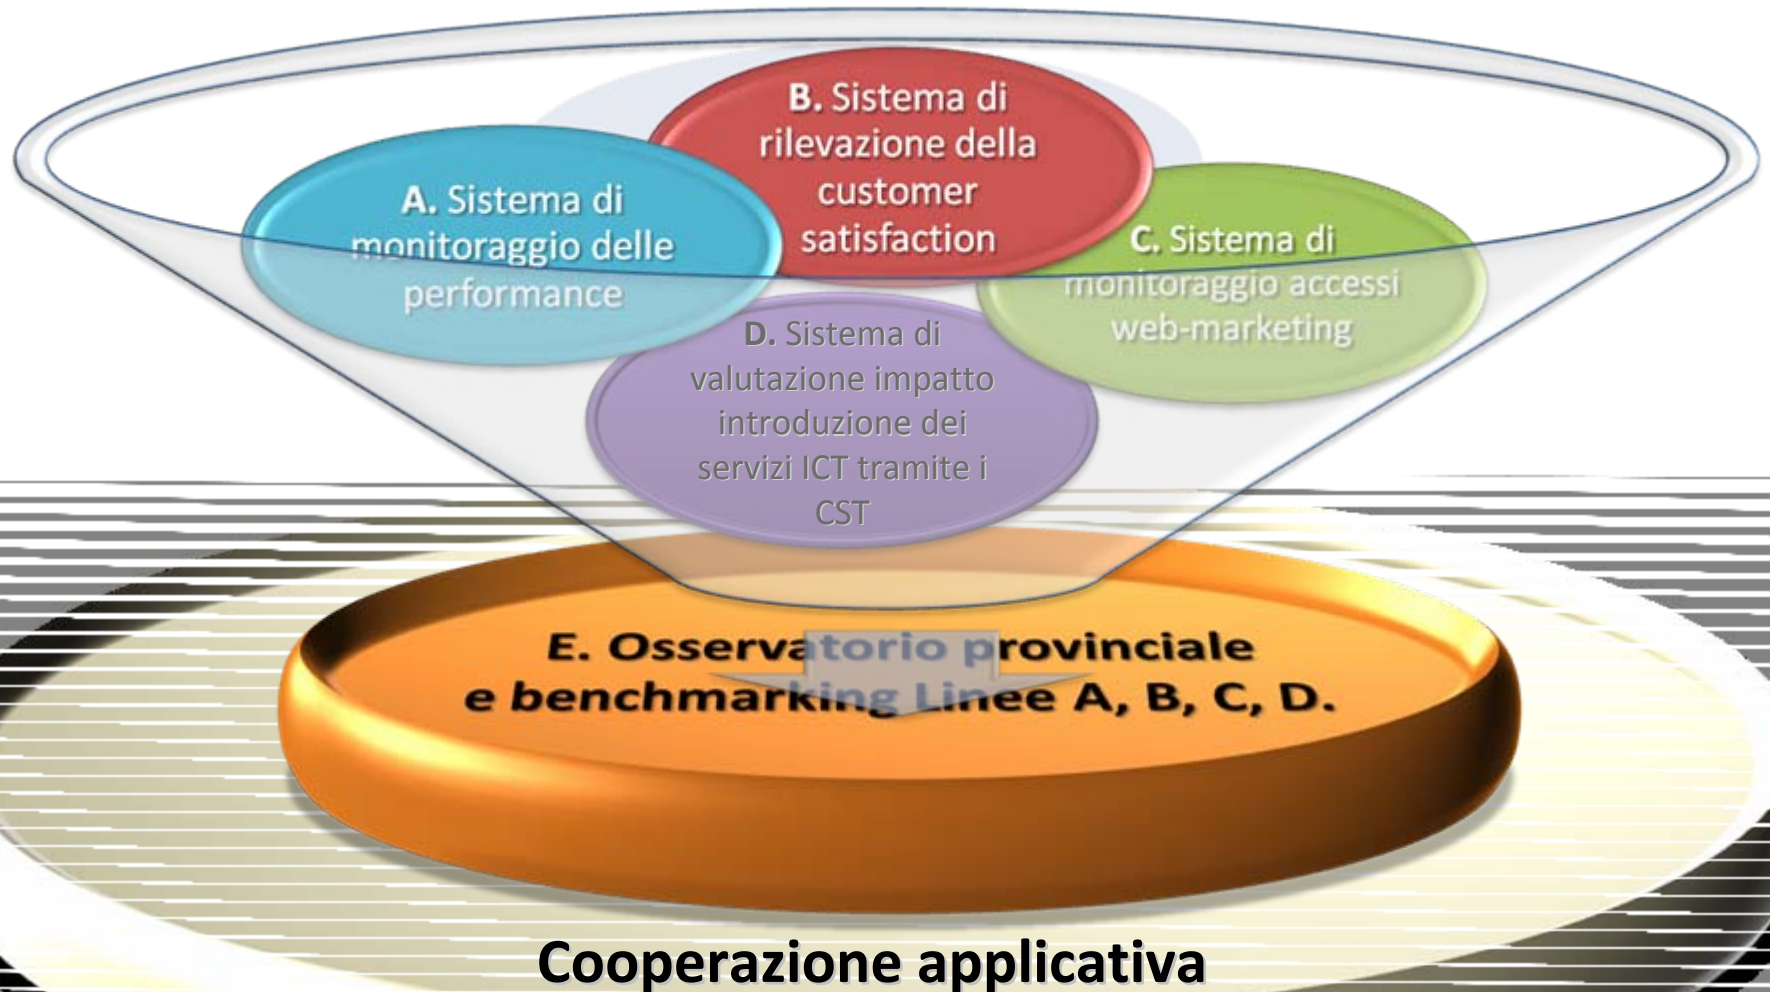 B. Sistema di
rilevazione della
customer
satisfaction
A. Sistema di
monitoraggio delle
performance
C. Sistema di
monitoraggio accessi
web-marketing
D. Sistema di
valutazione impatto
introduzione dei
servizi ICT tramite i
CST
E. Osservatorio provinciale
e benchmarking Linee A, B, C, D.
Cooperazione applicativa